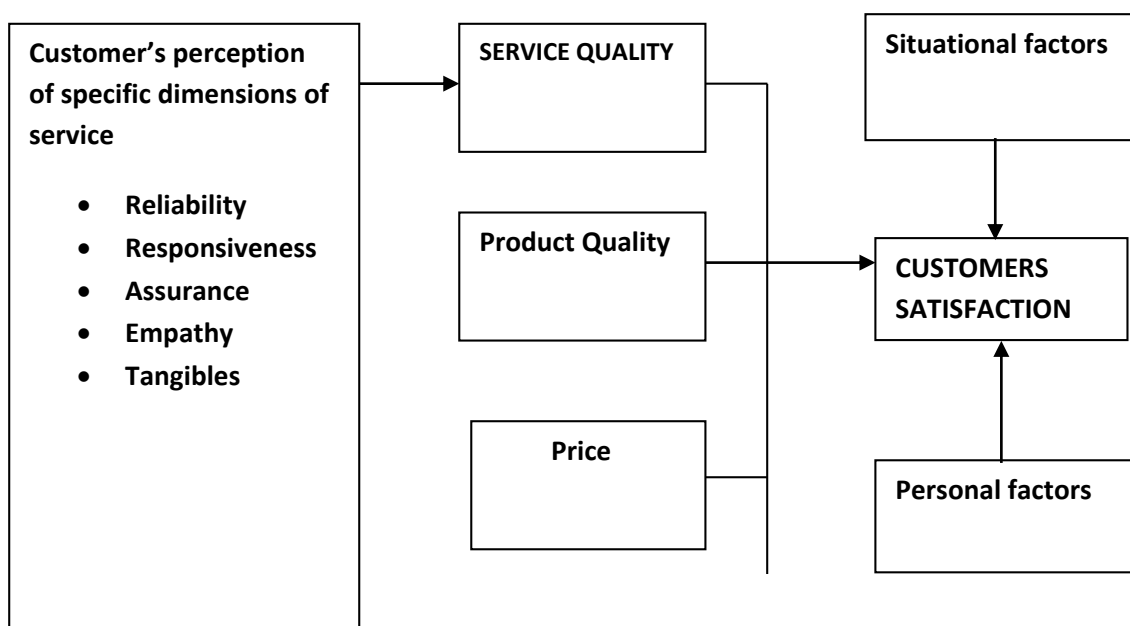 Customer’s perception
of specific dimensions of
service
• Reliability
• Responsiveness
• Assurance
• Empathy
• Tangibles
SERVICE QUALITY
Product Quality
Price
Situational factors
CUSTOMERS
SATISFACTION
Personal factors